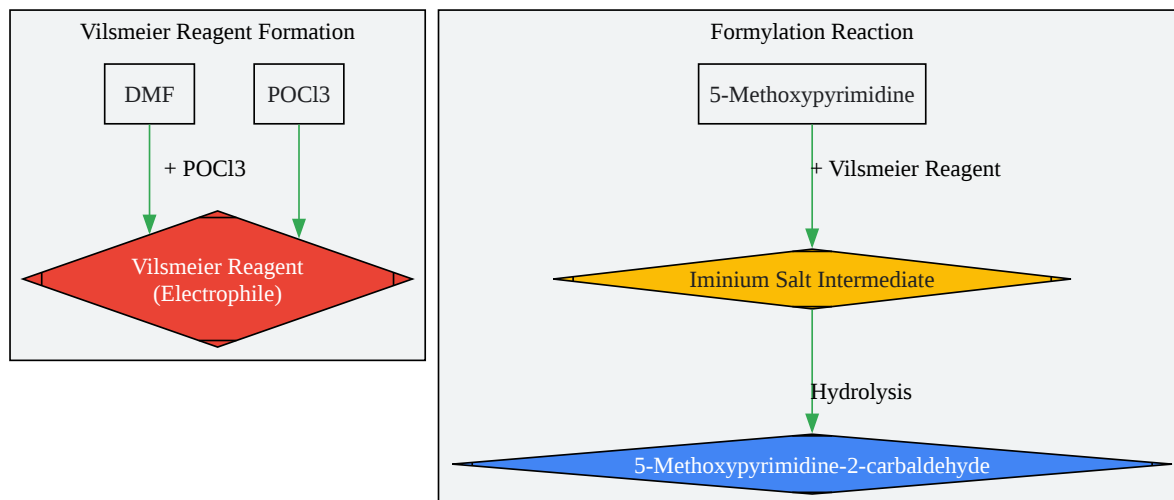 Vilsmeier Reagent Formation
DMF
POCl3
+ POCl3
Vilsmeier Reagent
(Electrophile)
Formylation Reaction
5-Methoxypyrimidine
+ Vilsmeier Reagent
Iminium Salt Intermediate
Hydrolysis
5-Methoxypyrimidine-2-carbaldehyde